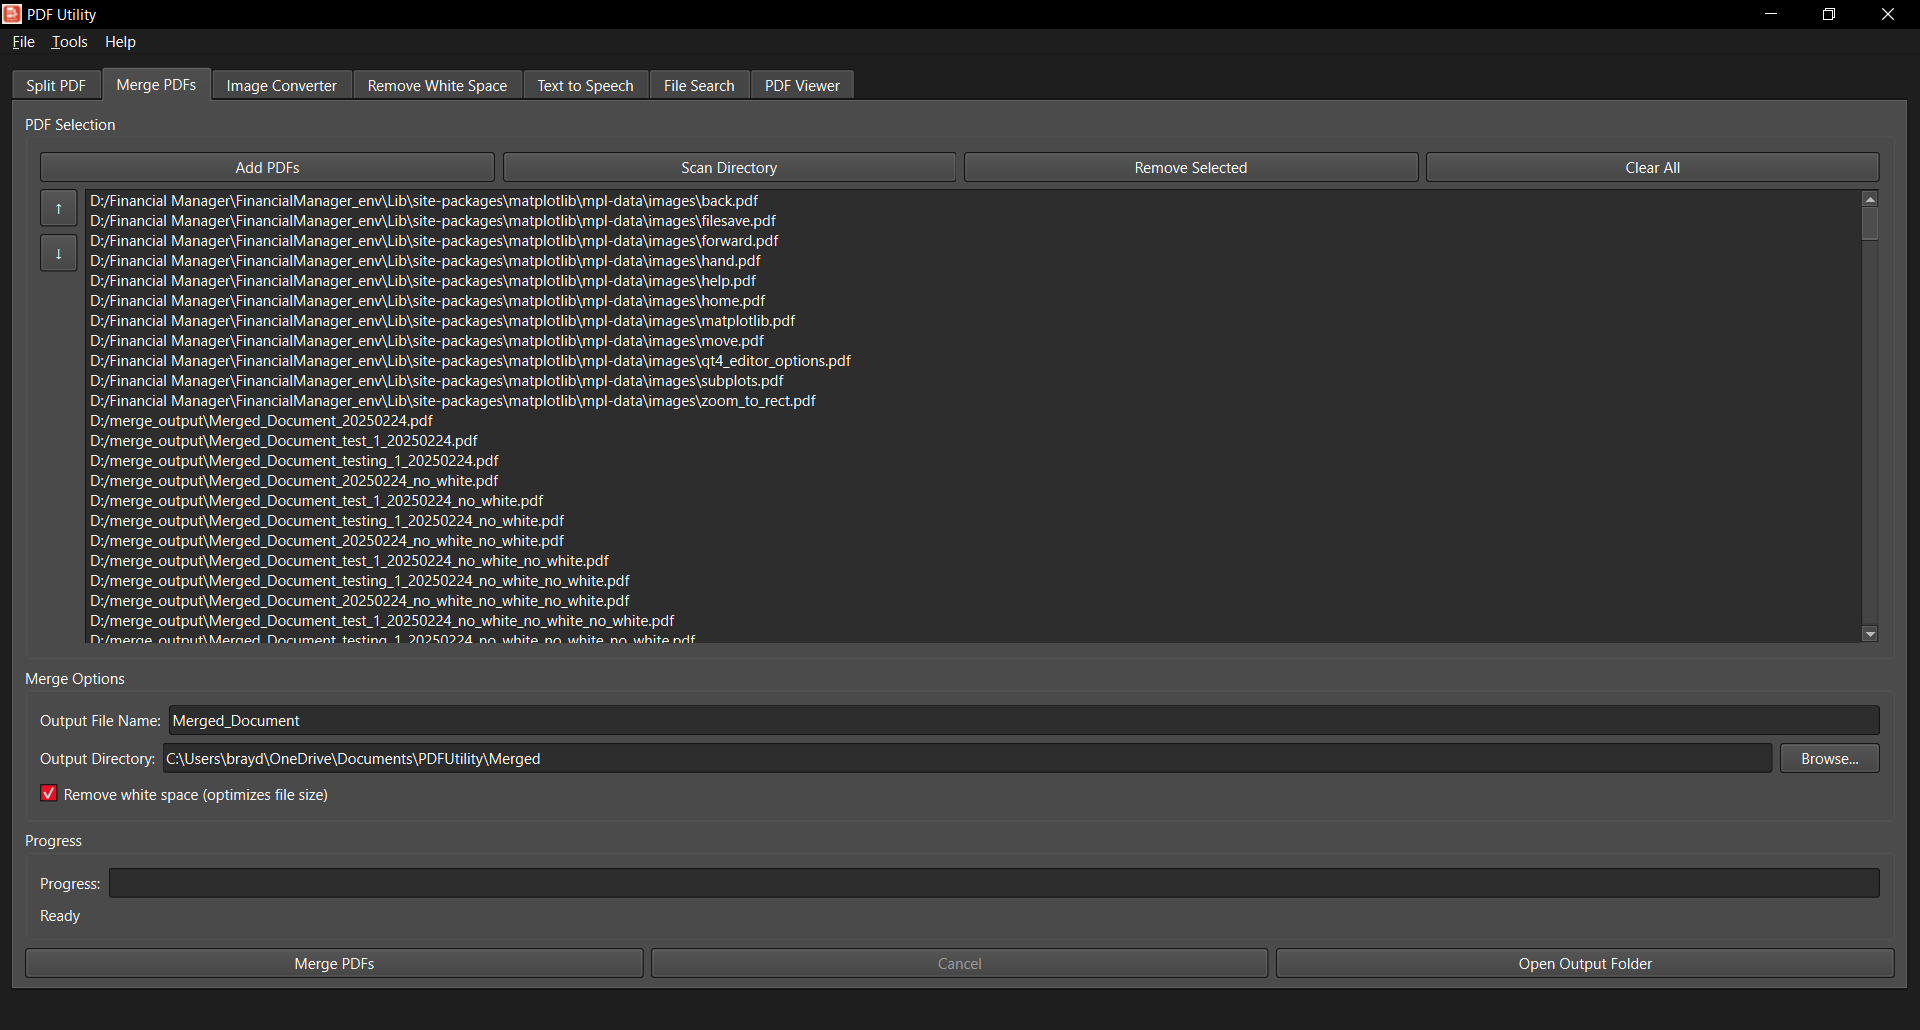 PDF Utility
File Tools Help
Split PDF Merge PDFs Image Converter Remove White Space Text to Speech File Search PDF Viewer
PDF Selection
Add PDFs Scan Directory Remove Selected Clear All
↑
↓
D:/Financial Manager\FinancialManager_env\Lib\site-packages\matplotlib\mpl-data\images\back.pdf
D:/Financial Manager\FinancialManager_env\Lib\site-packages\matplotlib\mpl-data\images\filesave.pdf
D:/Financial Manager\FinancialManager_env\Lib\site-packages\matplotlib\mpl-data\images\forward.pdf
D:/Financial Manager\FinancialManager_env\Lib\site-packages\matplotlib\mpl-data\images\hand.pdf
D:/Financial Manager\FinancialManager_env\Lib\site-packages\matplotlib\mpl-data\images\help.pdf
D:/Financial Manager\FinancialManager_env\Lib\site-packages\matplotlib\mpl-data\images\home.pdf
D:/Financial Manager\FinancialManager_env\Lib\site-packages\matplotlib\mpl-data\images\matplotlib.pdf
D:/Financial Manager\FinancialManager_env\Lib\site-packages\matplotlib\mpl-data\images\move.pdf
D:/Financial Manager\FinancialManager_env\Lib\site-packages\matplotlib\mpl-data\images\qt4_editor_options.pdf
D:/Financial Manager\FinancialManager_env\Lib\site-packages\matplotlib\mpl-data\images\subplots.pdf
D:/Financial Manager\FinancialManager_env\Lib\site-packages\matplotlib\mpl-data\images\zoom_to_rect.pdf
D:/merge_output\Merged_Document_20250224.pdf
D:/merge_output\Merged_Document_test_1_20250224.pdf
D:/merge_output\Merged_Document_testing_1_20250224.pdf
D:/merge_output\Merged_Document_20250224_no_white.pdf
D:/merge_output\Merged_Document_test_1_20250224_no_white.pdf
D:/merge_output\Merged_Document_testing_1_20250224_no_white.pdf
D:/merge_output\Merged_Document_20250224_no_white_no_white.pdf
D:/merge_output\Merged_Document_test_1_20250224_no_white_no_white.pdf
D:/merge_output\Merged_Document_testing_1_20250224_no_white_no_white.pdf
D:/merge_output\Merged_Document_20250224_no_white_no_white_no_white.pdf
D:/merge_output\Merged_Document_test_1_20250224_no_white_no_white_no_white.pdf
D:/merge_output\Merged_Document_testing_1_20250224_no_white_no_white_no_white.pdf
Merge Options
Output File Name: Merged_Document
Output Directory: C:\Users\brayd\OneDrive\Documents\PDFUtility\Merged Browse...
Remove white space (optimizes file size)
Progress
Progress:
Ready
Merge PDFs Cancel Open Output Folder